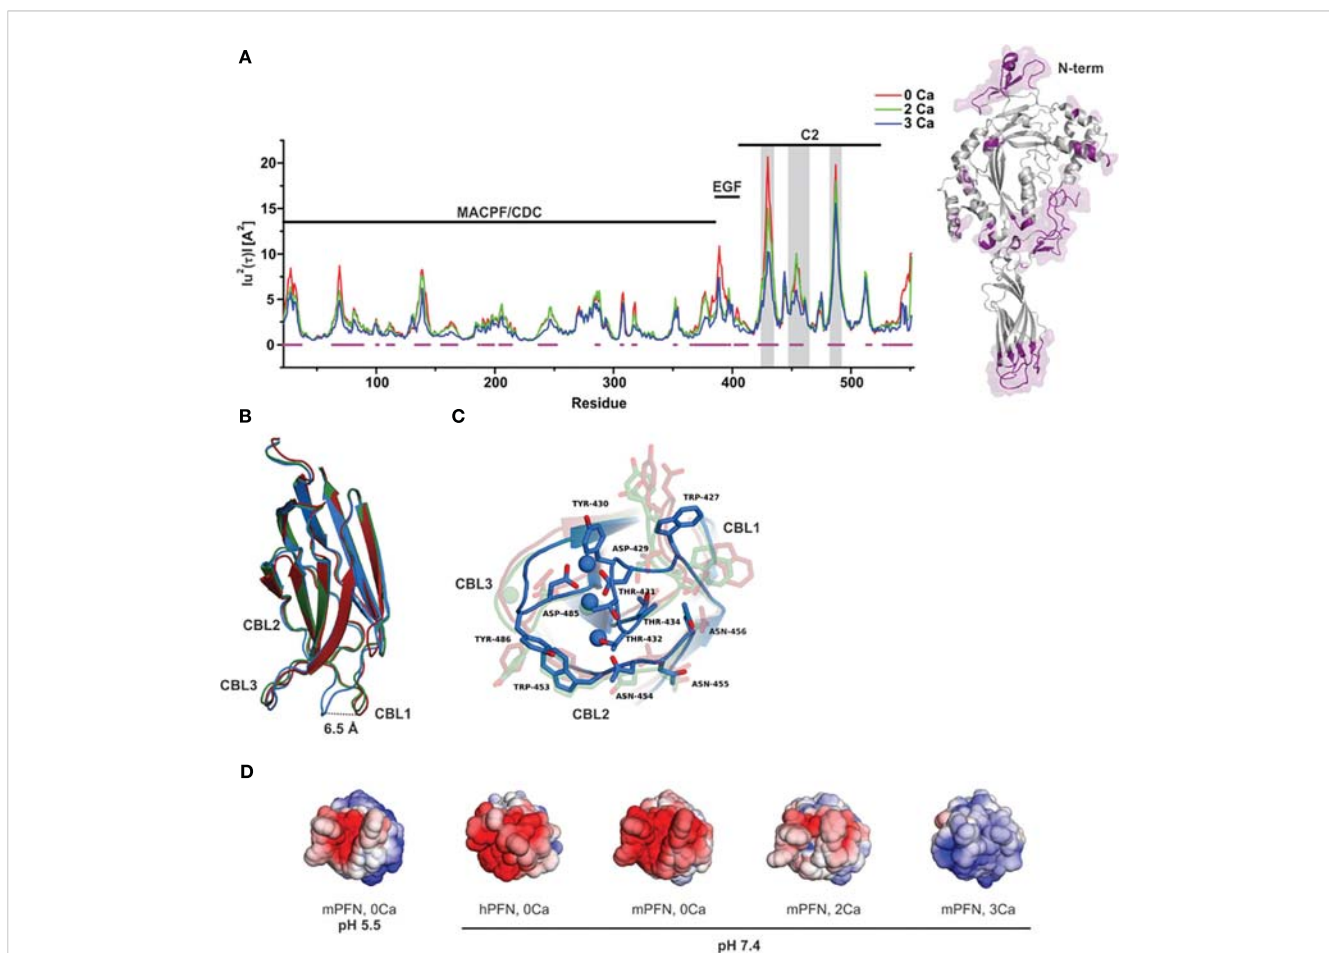 A
N-term
0 Ca
2 Ca
3 Ca
C2
EGF
MACPF/CDC
|u²(τ)| [A²]
20
15
10
5
0
100
200
300
400
500
Residue
B
C
CBL2
CBL3
CBL1
6.5 Å
TYR-430
TRP-427
CBL1
ASP-429
CBL3
THR-431
ASP-485
THR-434
ASN-456
TYR-486
THR-432
TRP-453
ASN-454
ASN-455
CBL2
D
mPFN, 0Ca
pH 5.5
hPFN, 0Ca
mPFN, 0Ca
mPFN, 2Ca
mPFN, 3Ca
pH 7.4